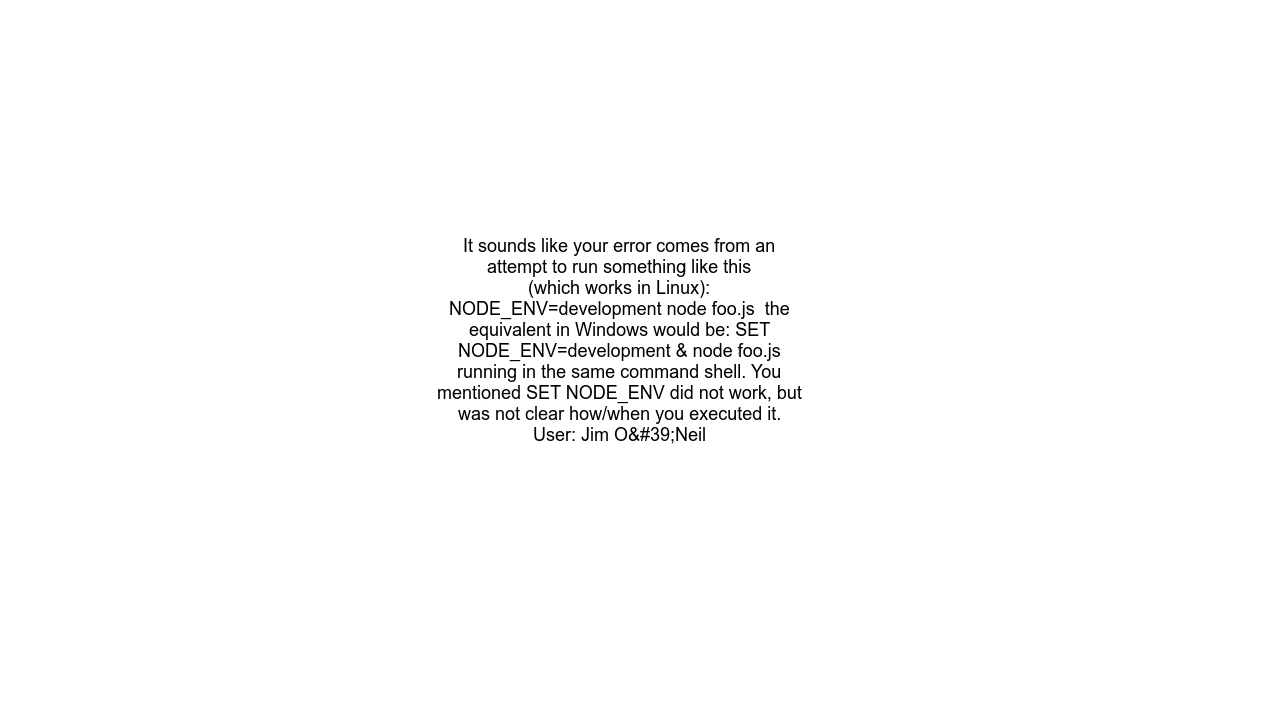 It sounds like your error comes from an
attempt to run something like this
(which works in Linux):
NODE_ENV=development node foo.js  the
equivalent in Windows would be: SET
NODE_ENV=development & node foo.js
running in the same command shell. You
mentioned SET NODE_ENV did not work, but
was not clear how/when you executed it.
User: Jim O&#39;Neil